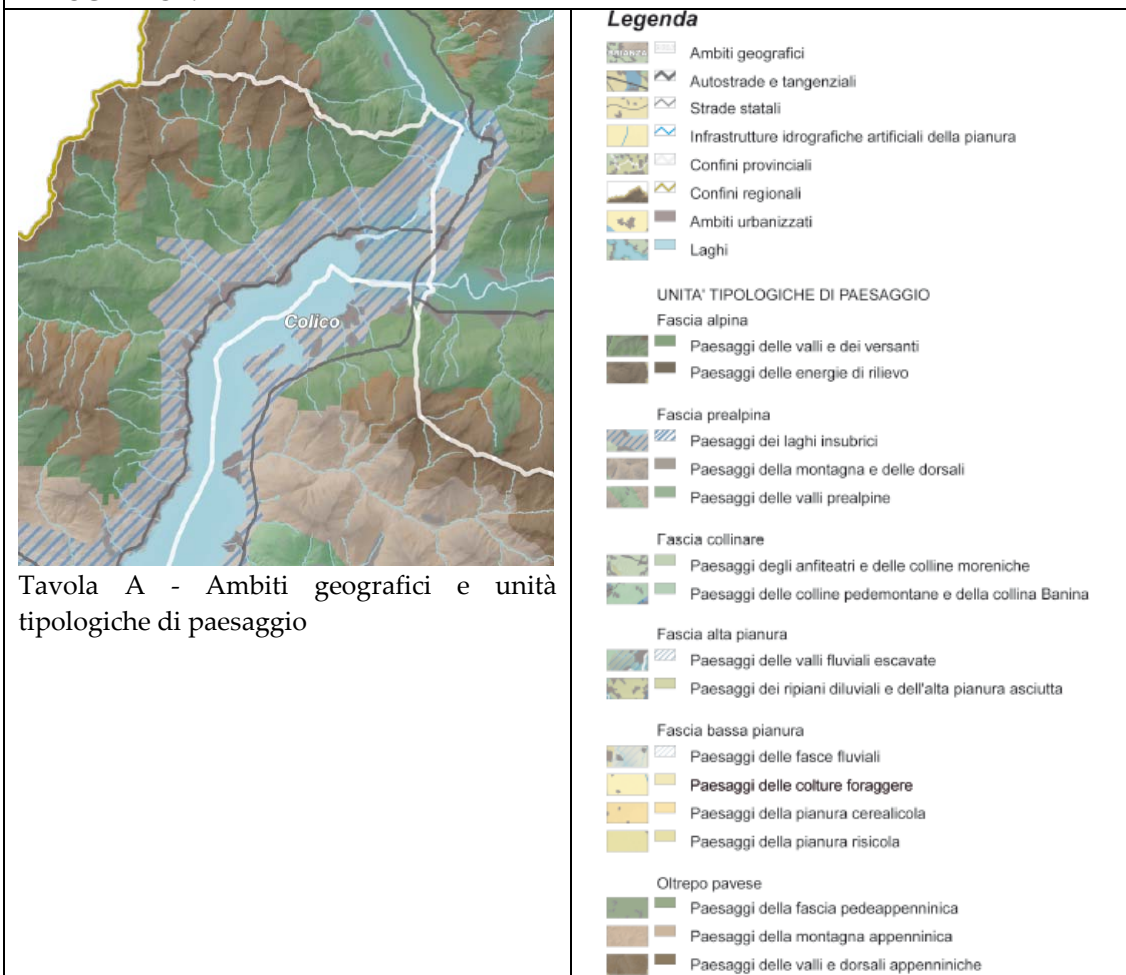 Colico
Tavola A - Ambiti geografici e unità
tipologiche di paesaggio
Legenda
BRIANZA
Ambiti geografici
Autostrade e tangenziali
Strade statali
Infrastrutture idrografiche artificiali della pianura
Confini provinciali
Confini regionali
Ambiti urbanizzati
Laghi
UNITA' TIPOLOGICHE DI PAESAGGIO
Fascia alpina
Paesaggi delle valli e dei versanti
Paesaggi delle energie di rilievo
Fascia prealpina
Paesaggi dei laghi insubrici
Paesaggi della montagna e delle dorsali
Paesaggi delle valli prealpine
Fascia collinare
Paesaggi degli anfiteatri e delle colline moreniche
Paesaggi delle colline pedemontane e della collina Banina
Fascia alta pianura
Paesaggi delle valli fluviali escavate
Paesaggi dei ripiani diluviali e dell'alta pianura asciutta
Fascia bassa pianura
Paesaggi delle fasce fluviali
Paesaggi delle colture foraggere
Paesaggi della pianura cerealicola
Paesaggi della pianura risicola
Oltrepo pavese
Paesaggi della fascia pedeappenninica
Paesaggi della montagna appenninica
Paesaggi delle valli e dorsali appenniniche